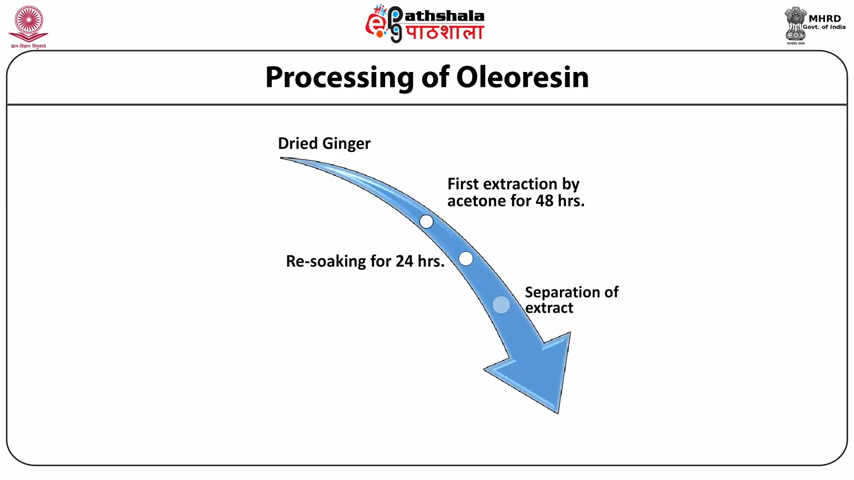 Pathshala
पाठशाला
MHRD
Govt. of India
Processing of Oleoresin
Dried Ginger
First extraction by
acetone for 48 hrs.
Re-soaking for 24 hrs.
Separation of
extract